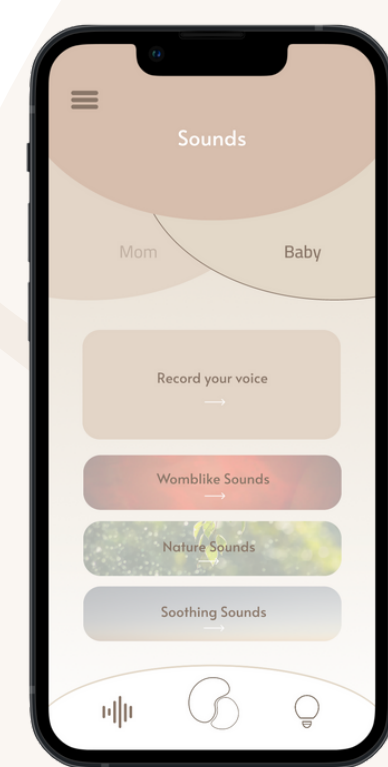 Sounds
Mom
Baby
Record your voice
Womblike Sounds
Nature Sounds
Soothing Sounds